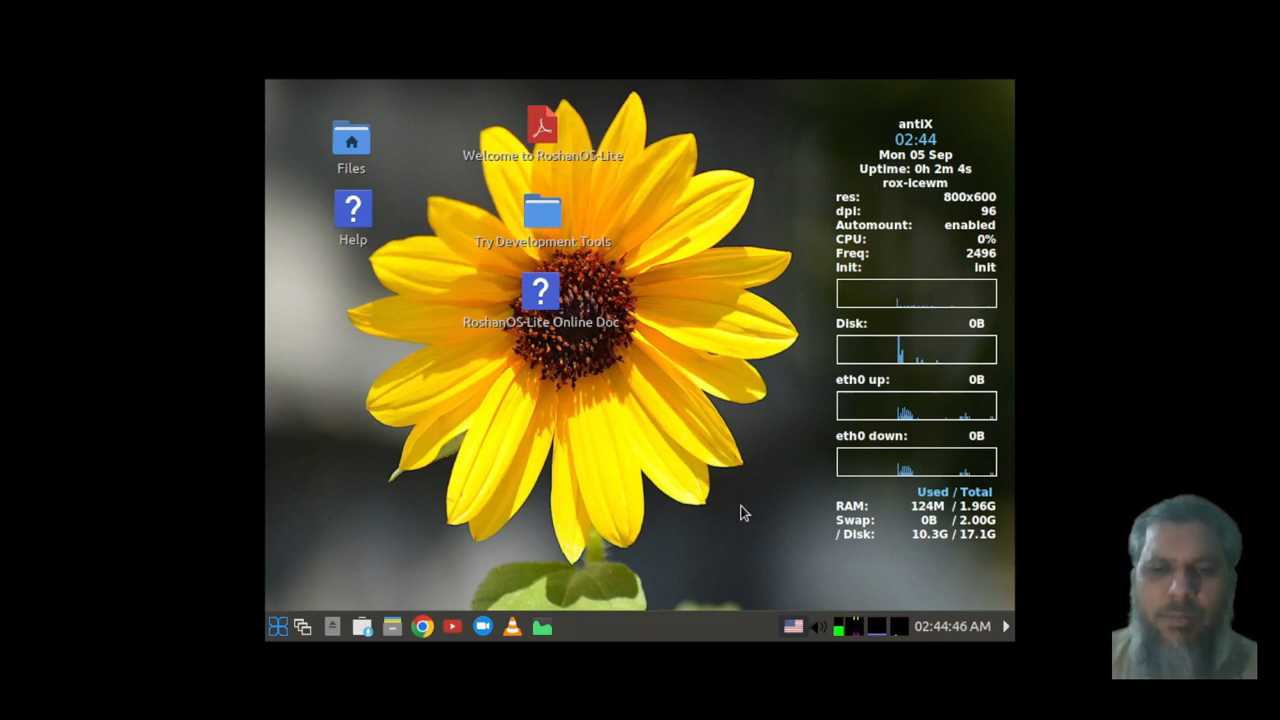 Files
Help
Welcome to RoshanOS-Lite
Try Development Tools
RoshanOS-Lite Online Doc
antiX
02:44
Mon 05 Sep
Uptime: 0h 2m 4s
rox-icewm
res: 800x600
dpi: 96
Automount: enabled
CPU: 0%
Freq: 2496
Init: init
Disk: 0B
eth0 up: 0B
eth0 down: 0B
Used / Total
RAM: 124M / 1.96G
Swap: 0B / 2.00G
/ Disk: 10.3G / 17.1G
02:44:46 AM